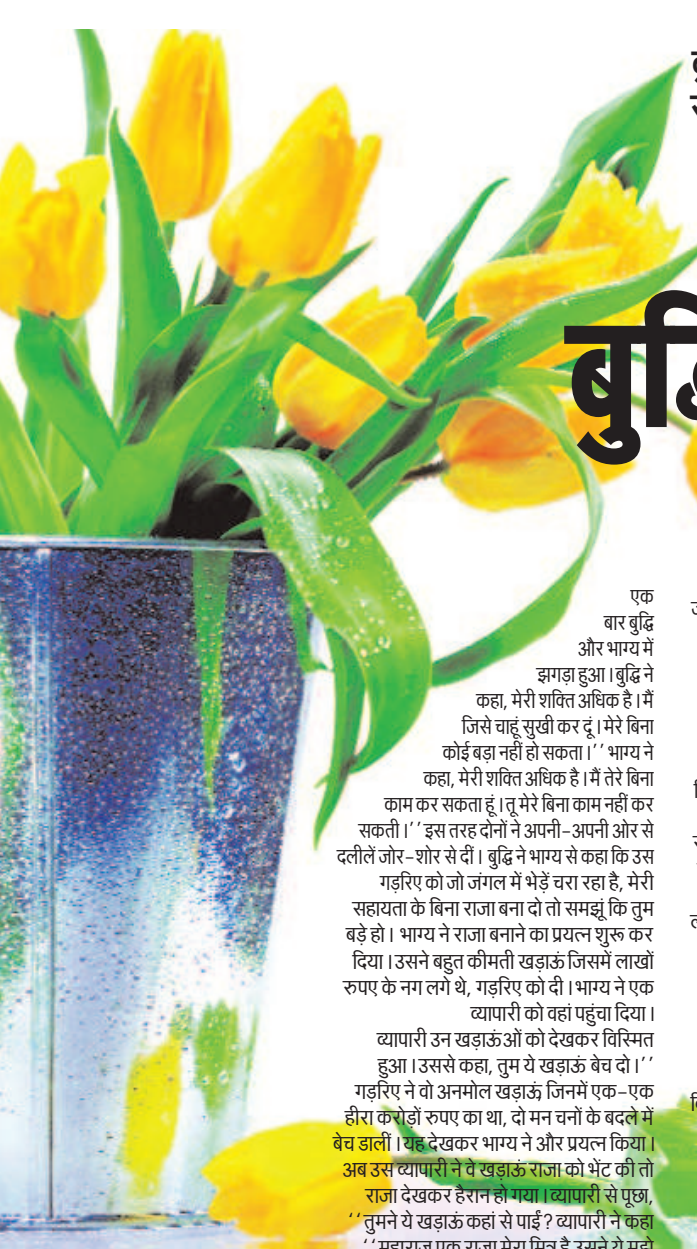 बुद्धि
एक
बार बुद्धि
और भाग्य में
झगड़ा हुआ । बुद्धि ने
कहा, मेरी शक्ति अधिक है । मैं
जिसे चाहूं सुखी कर दूं । मेरे बिना
कोई बड़ा नहीं हो सकता ।’’ भाग्य ने
कहा, मेरी शक्ति अधिक है । मैं तेरे बिना
काम कर सकता हूं । तू मेरे बिना काम नहीं कर
सकती ।’’ इस तरह दोनों ने अपनी-अपनी ओर से
दलीलें जोर-शोर से दीं । बुद्धि ने भाग्य से कहा कि उस
गड़रिए को जो जंगल में भेड़ें चरा रहा है, मेरी
सहायता के बिना राजा बना दो तो समझूं कि तुम
बड़े हो । भाग्य ने राजा बनाने का प्रयत्न शुरू कर
दिया । उसने बहुत कीमती खड़ाऊं जिसमें लाखों
रुपए के नग लगे थे, गड़रिए को दी । भाग्य ने एक
व्यापारी को वहां पहुंचा दिया ।
व्यापारी उन खड़ाऊंओं को देखकर विस्मित
हुआ । उससे कहा, तुम ये खड़ाऊं बेच दो ।’’
गड़रिए ने वो अनमोल खड़ाऊं जिनमें एक-एक
हीरा करोड़ों रुपए का था, दो मन चनों के बदले में
बेच डालीं । यह देखकर भाग्य ने और प्रयत्न किया ।
अब उस व्यापारी ने वे खड़ाऊं राजा को भेंट की तो
राजा देखकर हैरान हो गया । व्यापारी से पूछा,
‘‘तुमने ये खड़ाऊं कहां से पाईं ? व्यापारी ने कहा
‘‘महाराज एक राजा मेरा मित्र है उसने ये मुझे